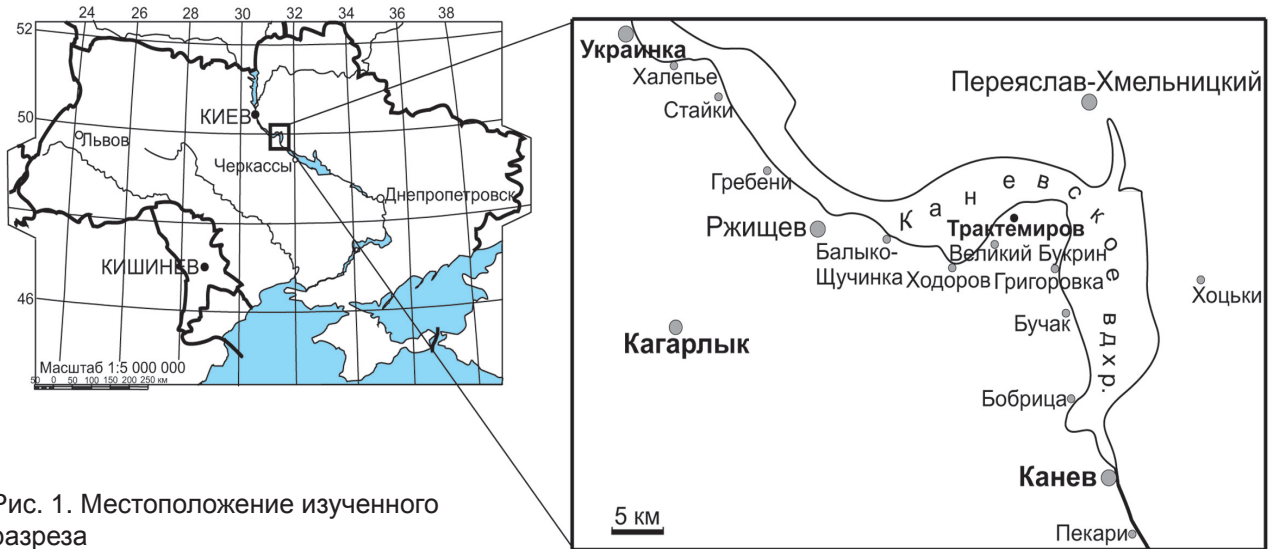 24 26 28 30 32 34 36 38
52
50
46
КИЕВ
Львов
Черкассы
Днепропетровск
КИШИНЕВ
Масштаб 1:5 000 000
50 0 50 100 150 200 250 км
Рис. 1. Местоположение изученного
разреза
Украинка
Халепье
Стайки
Переяслав-Хмельницкий
Гребени
Каневское вдхр.
Ржищев
Трактемиров
Балыко-
Щучинка
Великий Букрин
Ходоров
Григоровка
Хоцьки
Бучак
Кагарлык
Бобрица
Канев
5 км
Пекари